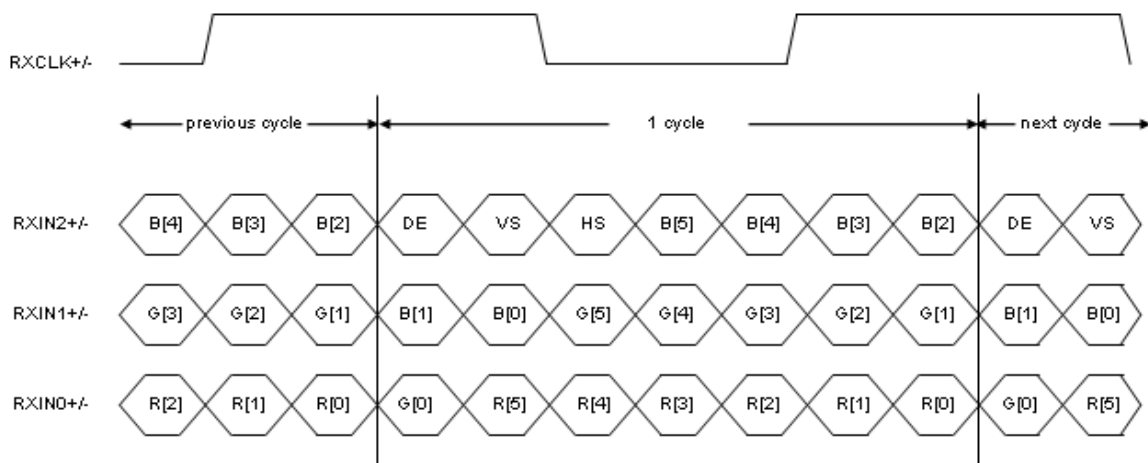 RXCLK+/-
previous cycle 1 cycle next cycle
RXIN2+/- B[4] B[3] B[2] DE VS HS B[5] B[4] B[3] B[2] DE VS
RXIN1+/- G[3] G[2] G[1] B[1] B[0] G[5] G[4] G[3] G[2] G[1] B[1] B[0]
RXIN0+/- R[2] R[1] R[0] G[0] R[5] R[4] R[3] R[2] R[1] R[0] G[0] R[5]